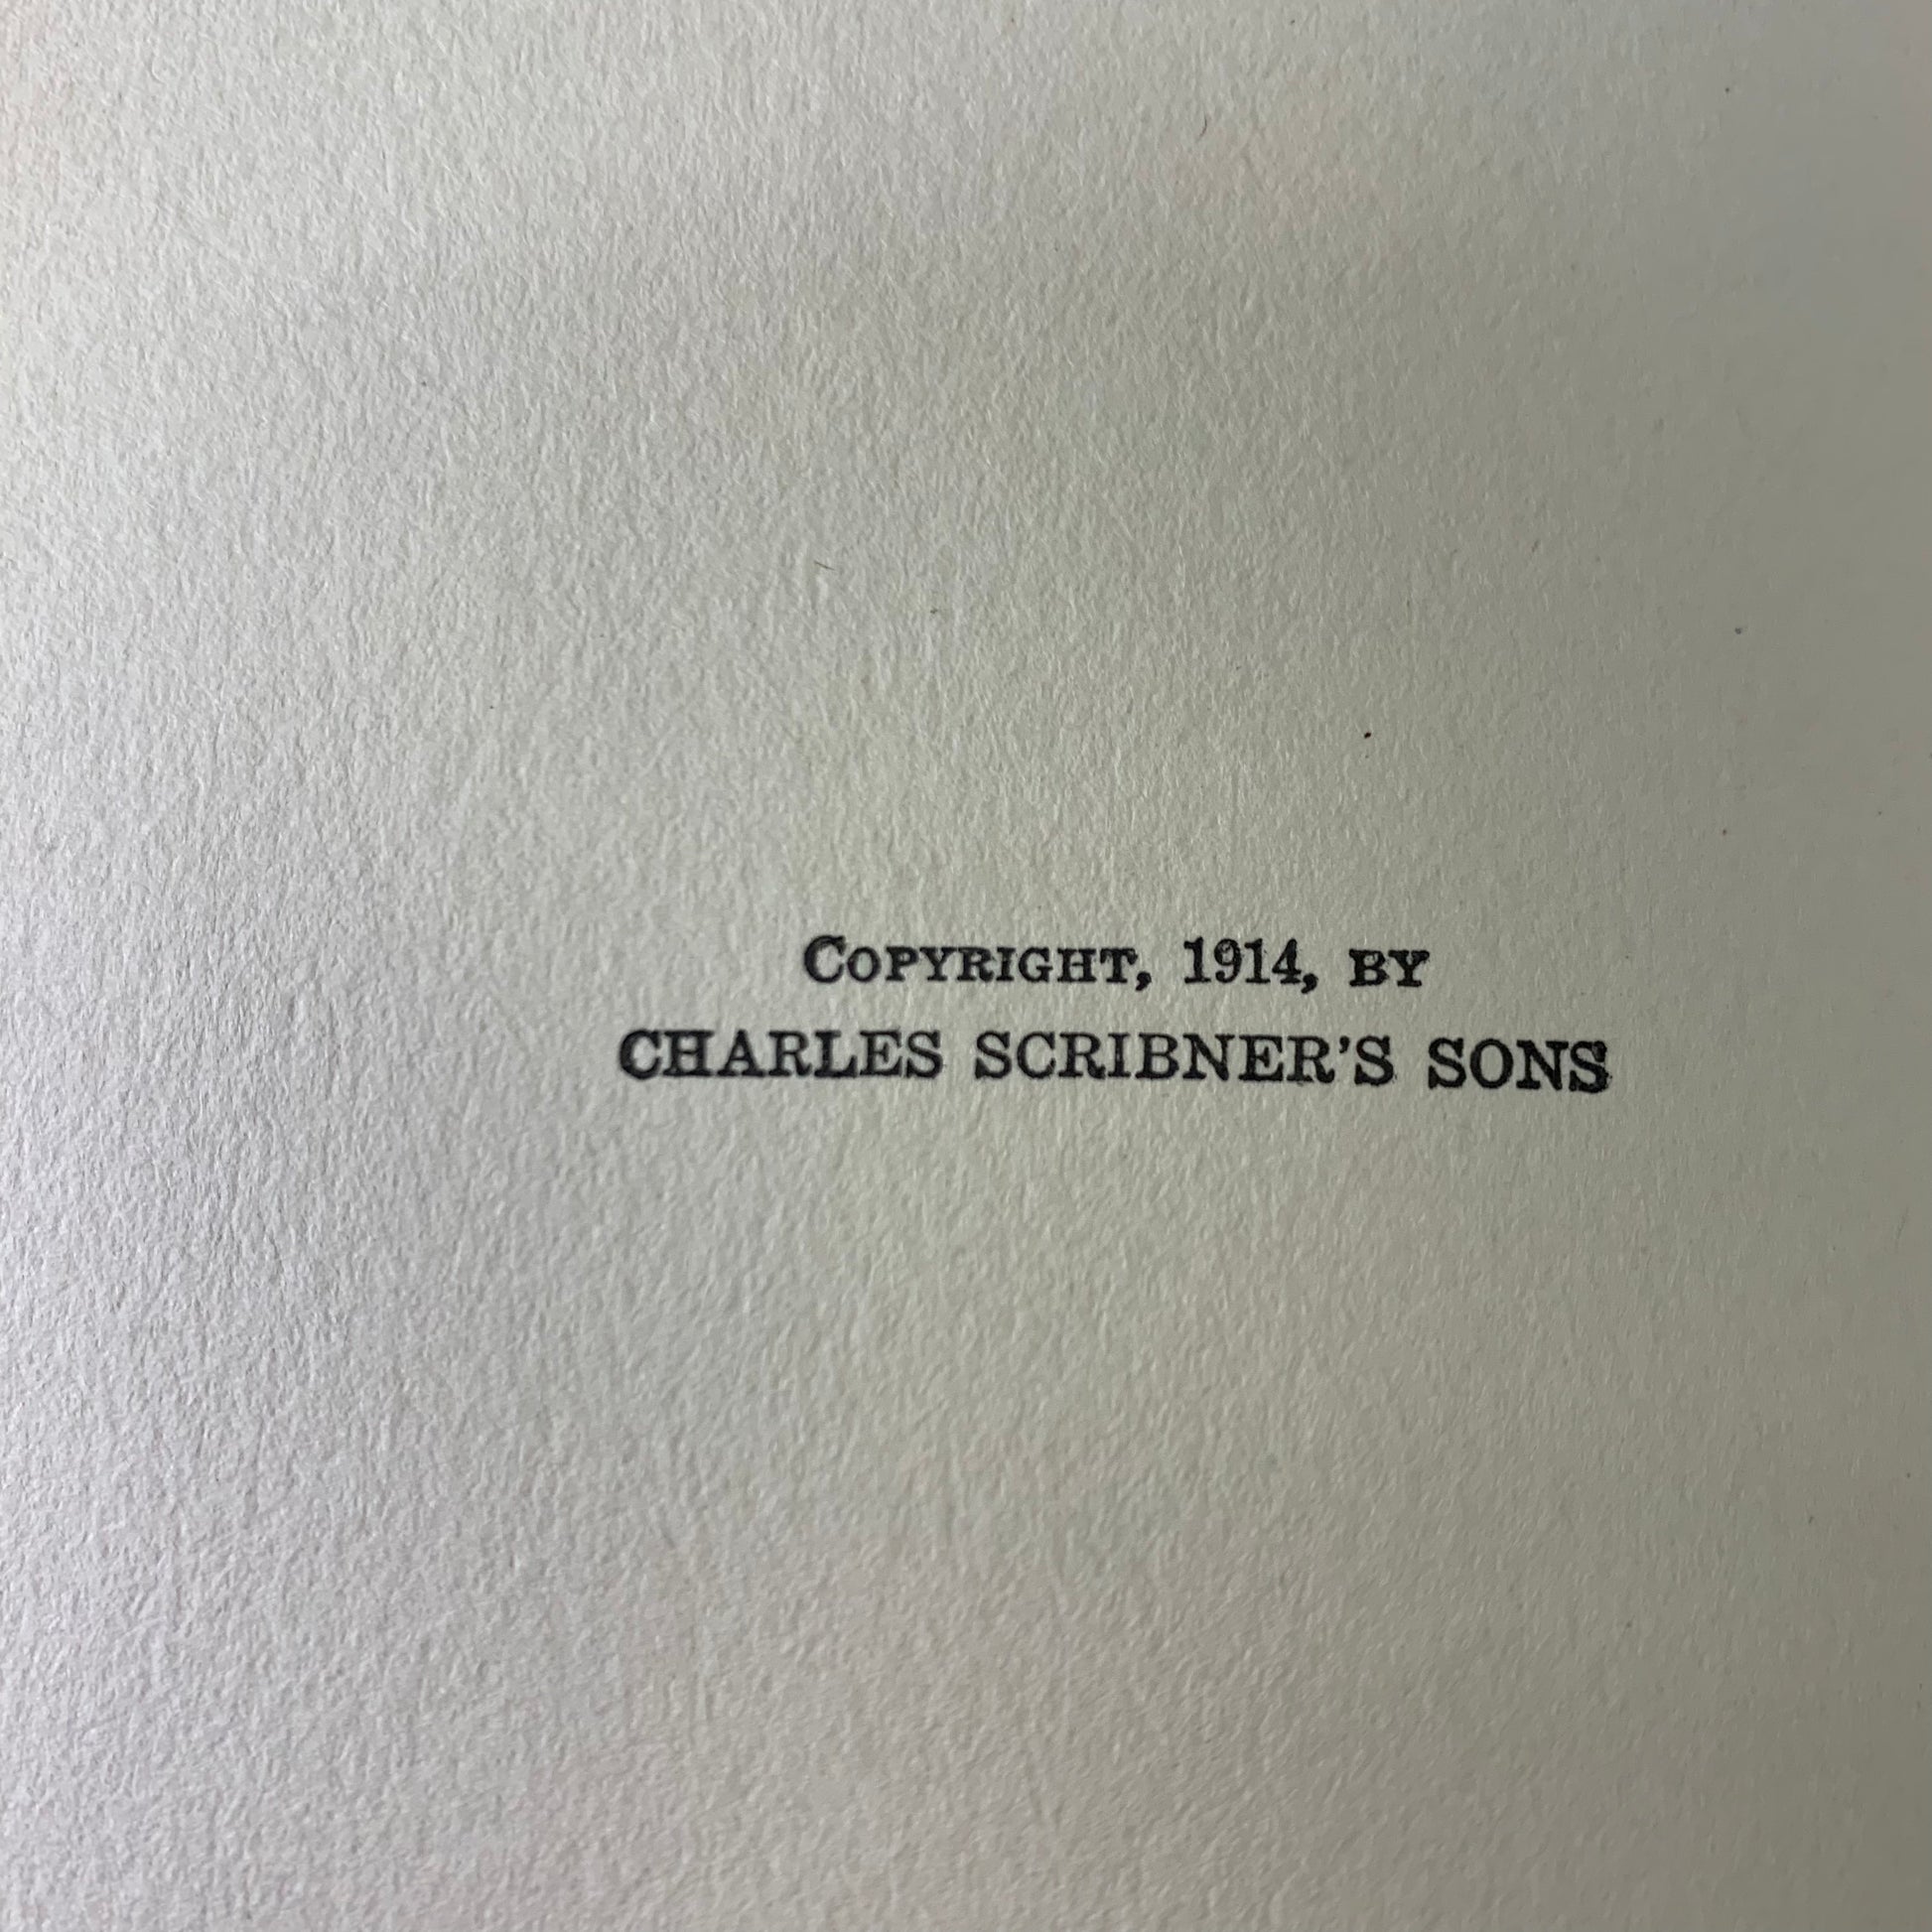 Copyright, 1914, by
CHARLES SCRIBNER'S SONS